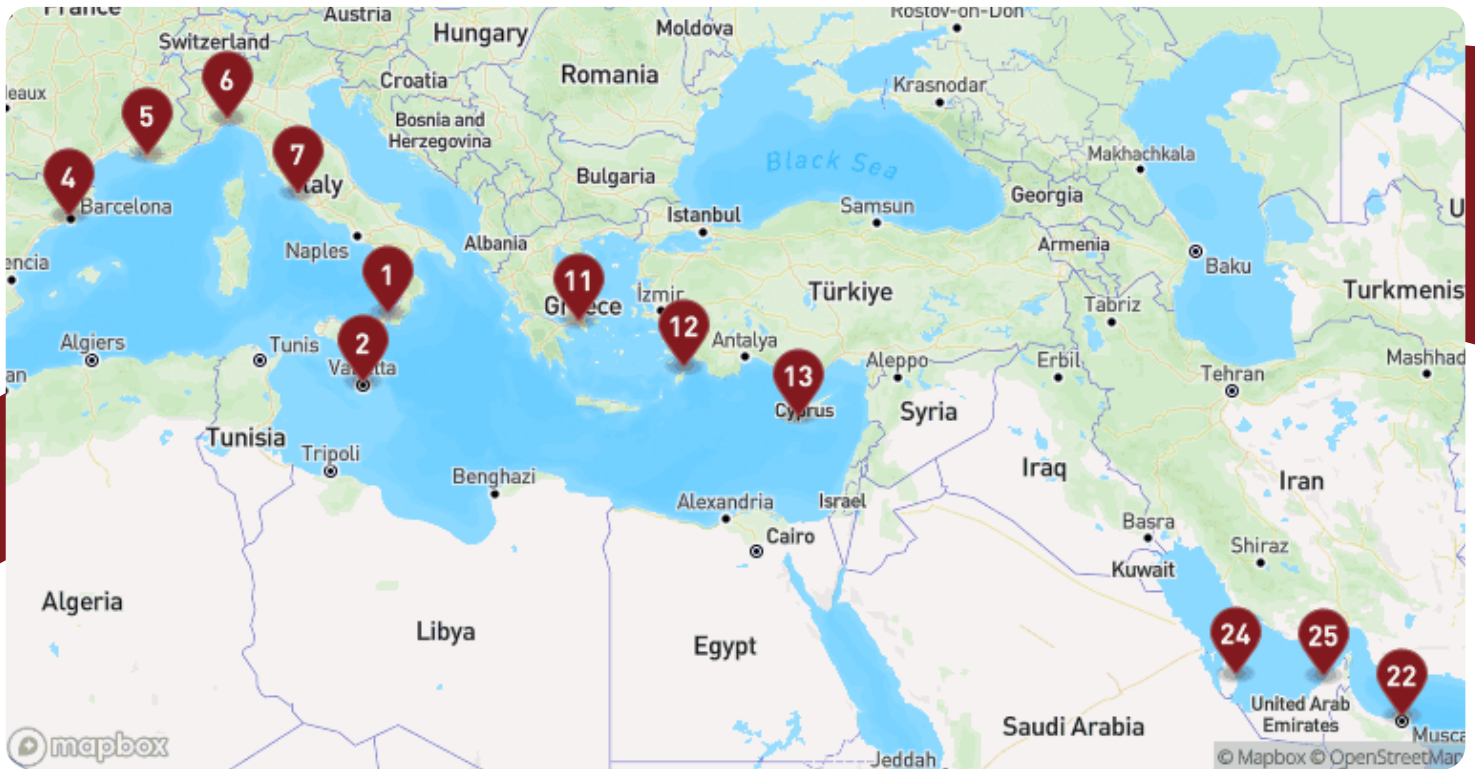 France
Austria
Switzerland
Hungary
Moldova
Rostov-on-Don
6
Croatia
Romania
Krasnodar
eaux
5
Bosnia and
Herzegovina
7
Italy
Black Sea
Makhachkala
4
Barcelona
Bulgaria
Georgia
U
Istanbul
Samsun
Naples
Albania
Armenia
encia
1
11
Greece
İzmir
Türkiye
Baku
Turkmenis
Tabriz
12
Algiers
Tunis
2
Valletta
Antalya
13
Aleppo
Erbil
Tehran
Mashhad
an
Cyprus
Syria
Tunisia
Tripoli
Iraq
Iran
Benghazi
Alexandria
Israel
Cairo
Basra
Shiraz
Kuwait
Algeria
Libya
Egypt
24
25
22
United Arab
Emirates
Saudi Arabia
Musca
Jeddah
mapbox
© Mapbox © OpenStreetMap